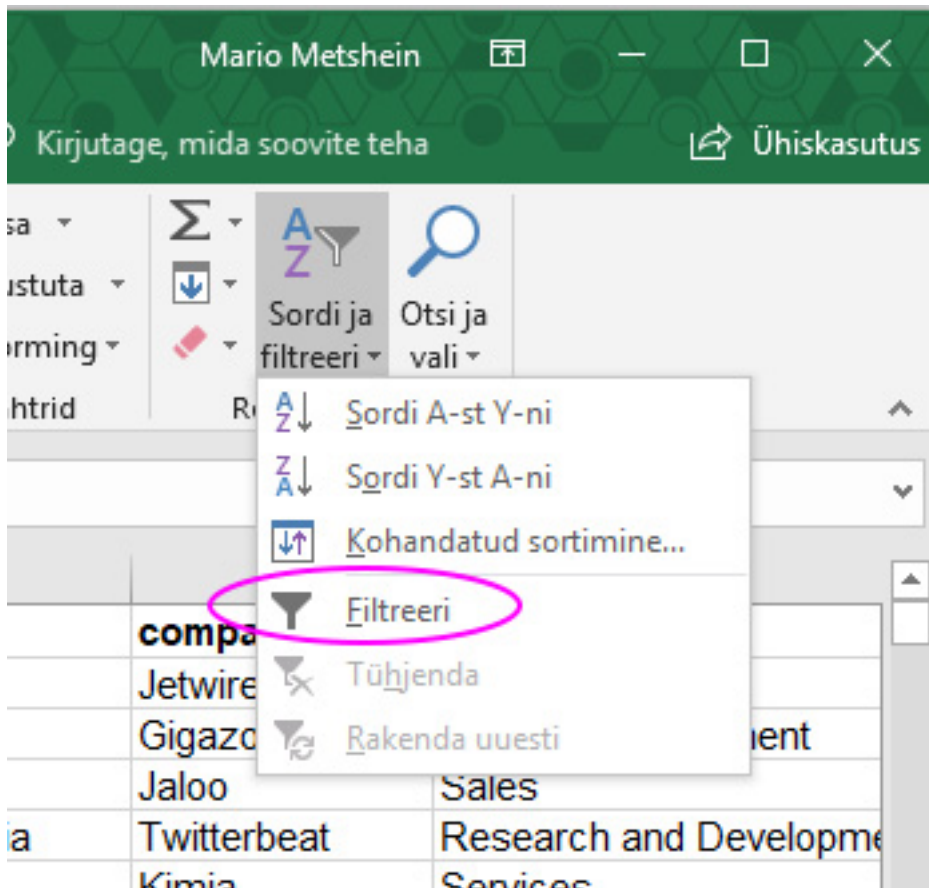 Mario Metshein
Kirjutage, mida soovite teha
Ühiskasutus
Sordi ja
filtreeri
Otsi ja
vali
Sordi A-st Y-ni
Sordi Y-st A-ni
Kohandatud sortimine...
Filtreeri
Tühjenda
Rakenda uuesti
Jetwire
Jaloo Sales
Twitterbeat Research and Developme
Kimia Services